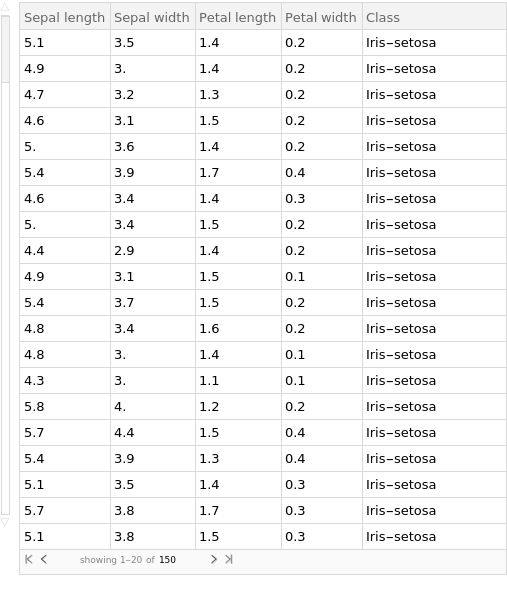 Sepal length Sepal width Petal length Petal width Class
5.1 3.5 1.4 0.2 Iris−setosa
4.9 3. 1.4 0.2 Iris−setosa
4.7 3.2 1.3 0.2 Iris−setosa
4.6 3.1 1.5 0.2 Iris−setosa
5. 3.6 1.4 0.2 Iris−setosa
5.4 3.9 1.7 0.4 Iris−setosa
4.6 3.4 1.4 0.3 Iris−setosa
5. 3.4 1.5 0.2 Iris−setosa
4.4 2.9 1.4 0.2 Iris−setosa
4.9 3.1 1.5 0.1 Iris−setosa
5.4 3.7 1.5 0.2 Iris−setosa
4.8 3.4 1.6 0.2 Iris−setosa
4.8 3. 1.4 0.1 Iris−setosa
4.3 3. 1.1 0.1 Iris−setosa
5.8 4. 1.2 0.2 Iris−setosa
5.7 4.4 1.5 0.4 Iris−setosa
5.4 3.9 1.3 0.4 Iris−setosa
5.1 3.5 1.4 0.3 Iris−setosa
5.7 3.8 1.7 0.3 Iris−setosa
5.1 3.8 1.5 0.3 Iris−setosa
showing 1–20 of 150